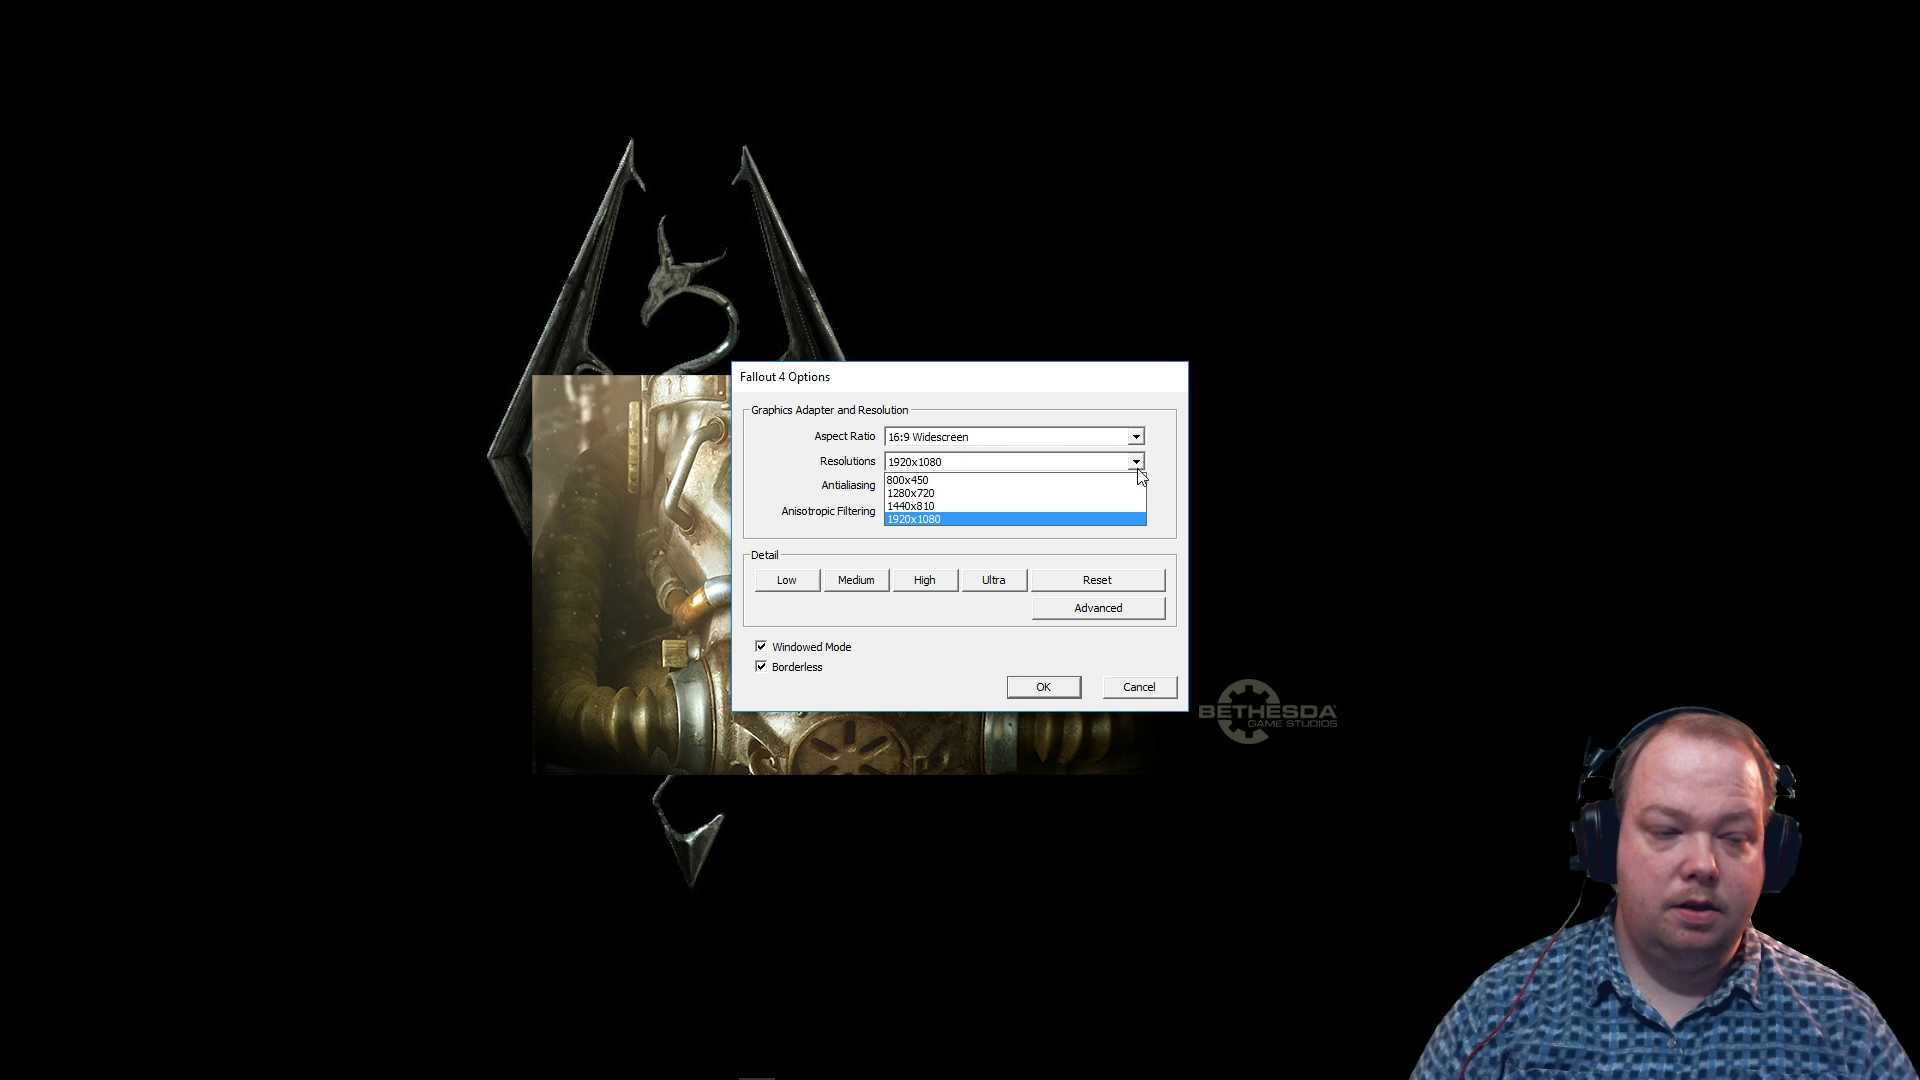 Fallout 4 Options
Graphics Adapter and Resolution
Aspect Ratio 16:9 Widescreen
Resolutions 1920x1080
800x450
Antialiasing
1280x720
1440x810
Anisotropic Filtering
1920x1080
Detail
Low Medium High Ultra Reset
Advanced
Windowed Mode
Borderless
OK Cancel
BETHESDA
GAME STUDIOS